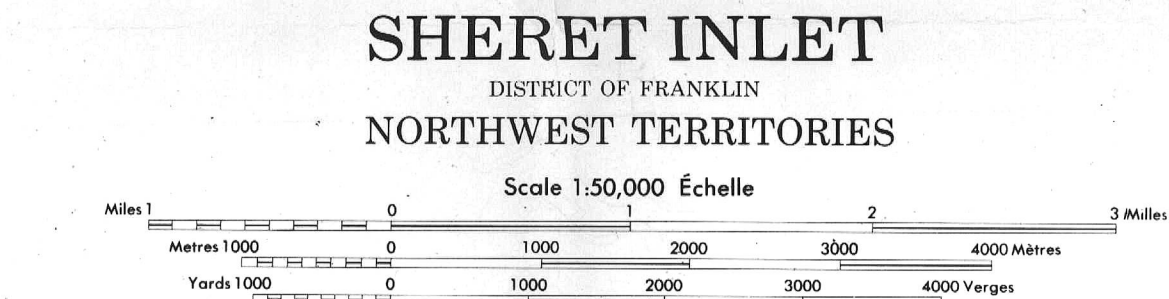 SHERET INLET
DISTRICT OF FRANKLIN
NORTHWEST TERRITORIES
Scale 1:50,000 Échelle
Miles 1 0 1 2 3 Milles
Metres 1000 0 1000 2000 3000 4000 Mètres
Yards 1000 0 1000 2000 3000 4000 Verges